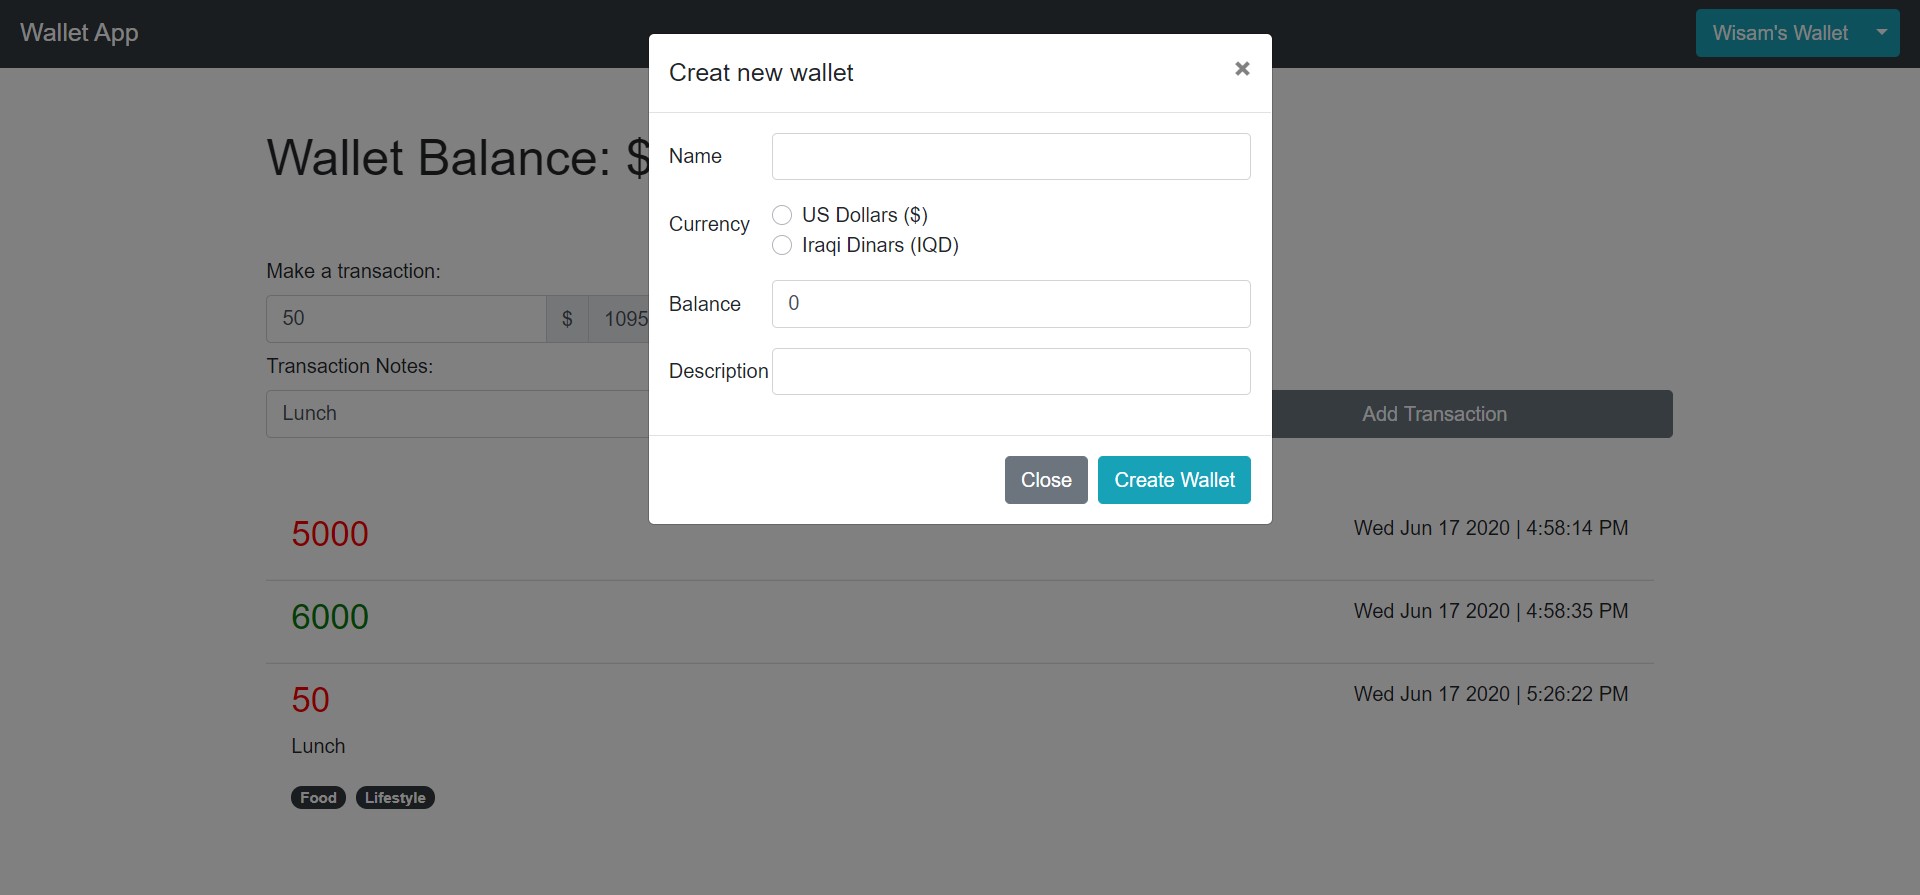 Wallet App
Wisam's Wallet
Creat new wallet
×
Name
Currency
US Dollars ($)
Iraqi Dinars (IQD)
Balance
0
Description
Close
Create Wallet
Wallet Balance: $
Make a transaction:
50
$
1095
Transaction Notes:
Lunch
Add Transaction
5000
Wed Jun 17 2020 | 4:58:14 PM
6000
Wed Jun 17 2020 | 4:58:35 PM
50
Wed Jun 17 2020 | 5:26:22 PM
Lunch
Food Lifestyle